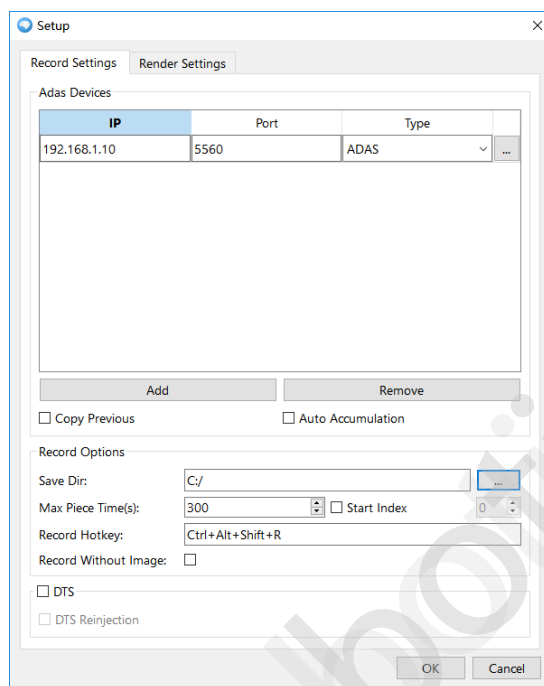 Setup
Record Settings Render Settings
Adas Devices
IP Port Type
192.168.1.10 5560 ADAS ...
Add Remove
Copy Previous Auto Accumulation
Record Options
Save Dir: C:/ ...
Max Piece Time(s): 300 Start Index 0
Record Hotkey: Ctrl+Alt+Shift+R
Record Without Image:
DTS
DTS Reinjection
OK Cancel